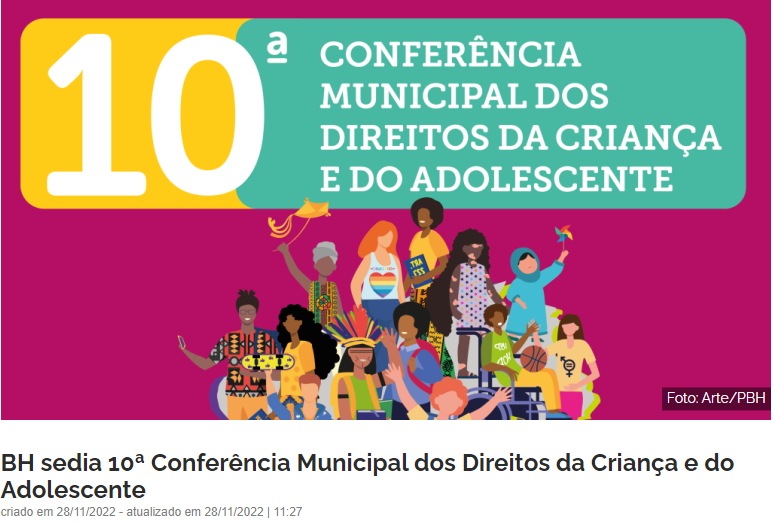 10ª
CONFERÊNCIA
MUNICIPAL DOS
DIREITOS DA CRIANÇA
E DO ADOLESCENTE
Foto: Arte/PBH
BH sedia 10ª Conferência Municipal dos Direitos da Criança e do
Adolescente
criado em 28/11/2022 - atualizado em 28/11/2022 | 11:27